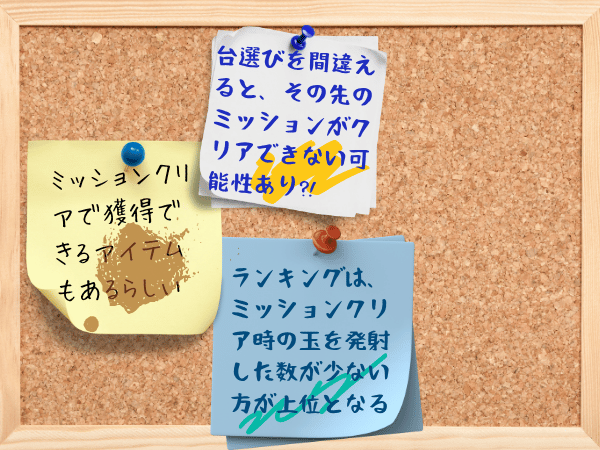 台選びを間違え
ると、その先の
ミッションがク
リアできない可
能性あり?!
ミッションクリ
アで獲得で
きるアイテム
もあるらしい
ランキングは、
ミッションクリ
ア時の玉を発射
した数が少ない
方が上位となる